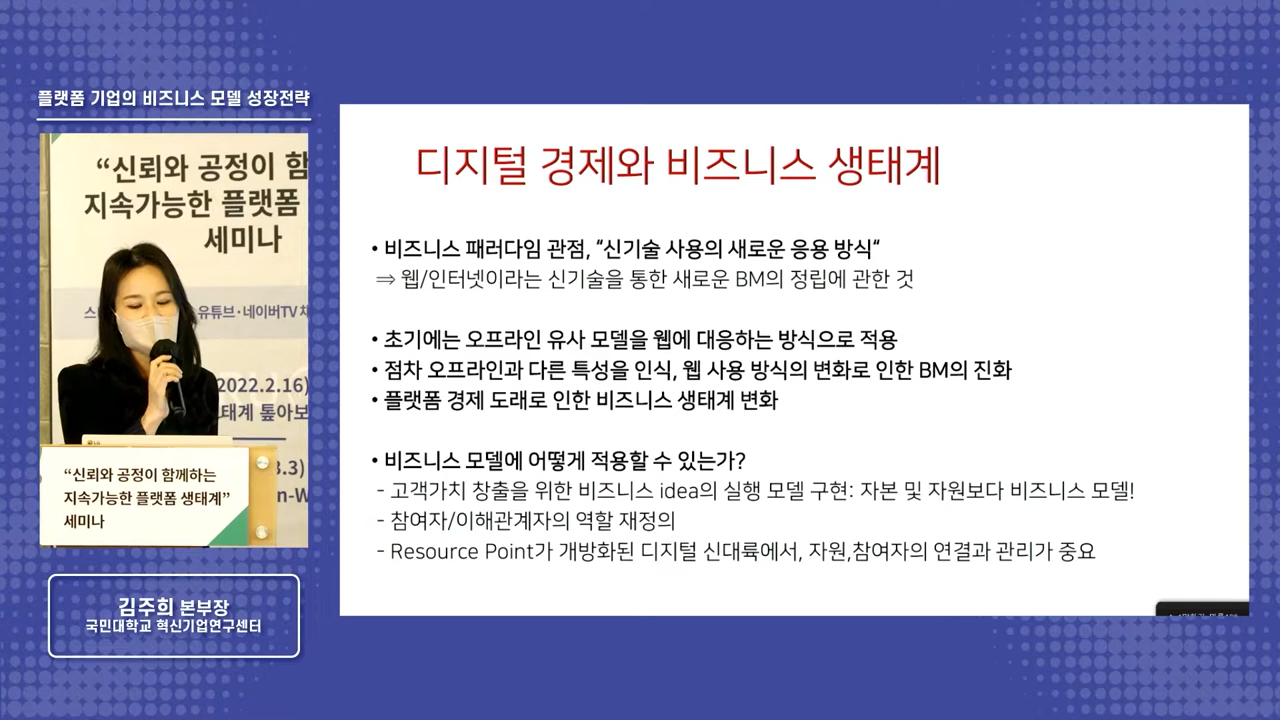 플랫폼 기업의 비즈니스 모델 성장전략
“신뢰와 공정이 함
지속가능한 플랫폼
세미나
유튜브·네이버TV
2022.2.16)
태계 톺아보
3.3)
“신뢰와 공정이 함께하는
지속가능한 플랫폼 생태계”
세미나
김주희 본부장
국민대학교 혁신기업연구센터
디지털 경제와 비즈니스 생태계
• 비즈니스 패러다임 관점, “신기술 사용의 새로운 응용 방식“
⇒ 웹/인터넷이라는 신기술을 통한 새로운 BM의 정립에 관한 것
• 초기에는 오프라인 유사 모델을 웹에 대응하는 방식으로 적용
• 점차 오프라인과 다른 특성을 인식, 웹 사용 방식의 변화로 인한 BM의 진화
• 플랫폼 경제 도래로 인한 비즈니스 생태계 변화
• 비즈니스 모델에 어떻게 적용할 수 있는가?
- 고객가치 창출을 위한 비즈니스 idea의 실행 모델 구현: 자본 및 자원보다 비즈니스 모델!
- 참여자/이해관계자의 역할 재정의
- Resource Point가 개방화된 디지털 신대륙에서, 자원,참여자의 연결과 관리가 중요